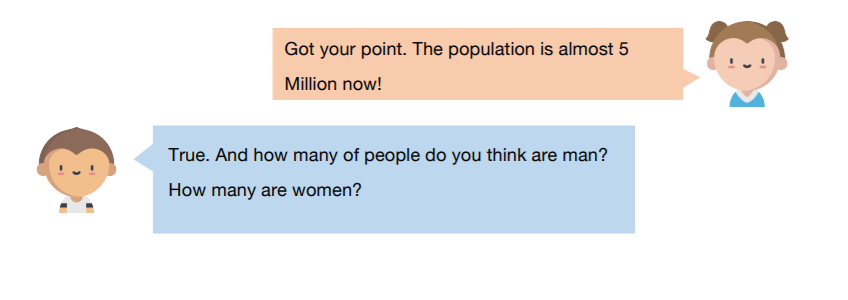 Got your point. The population is almost 5
Million now!
True. And how many of people do you think are man?
How many are women?